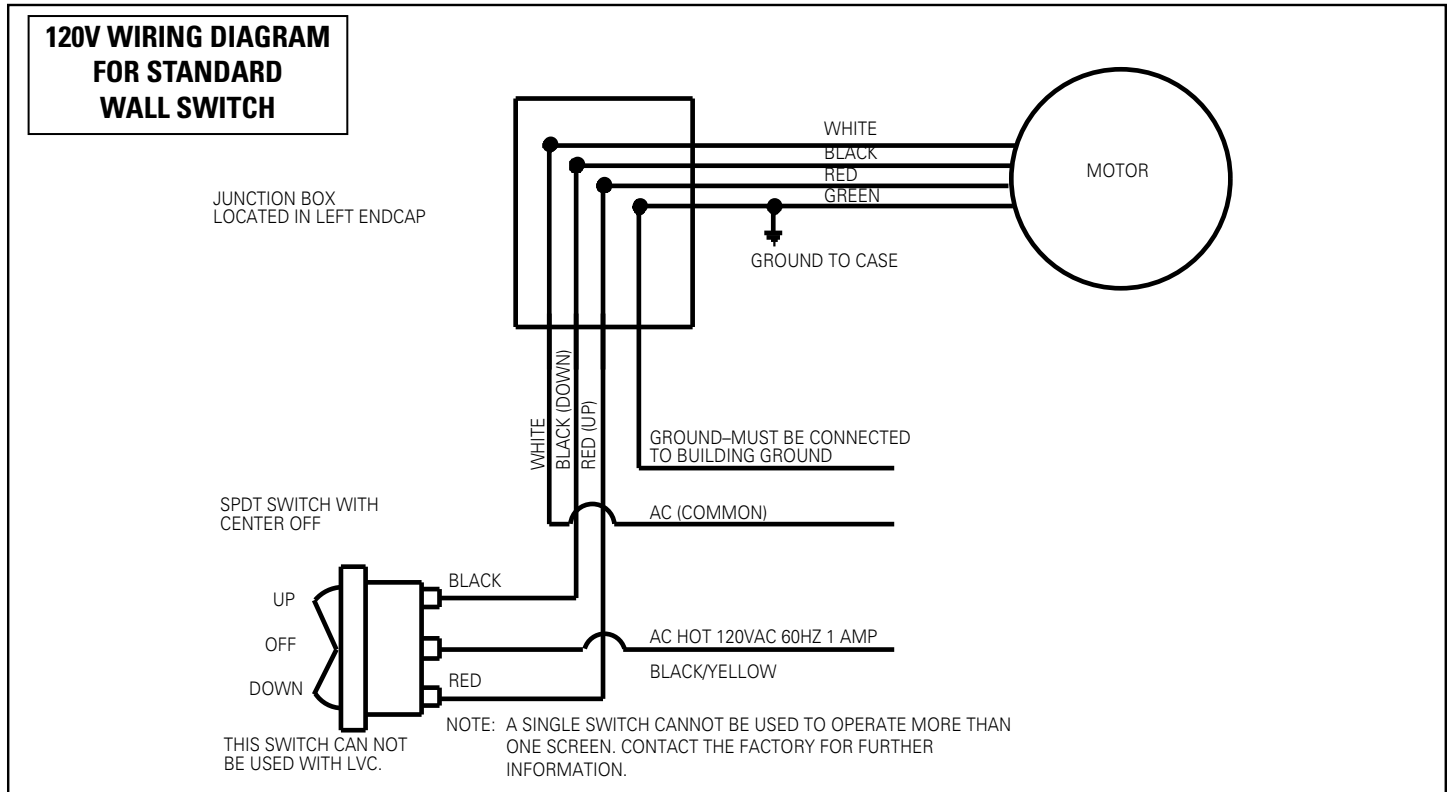 120V WIRING DIAGRAM
FOR STANDARD
WALL SWITCH
WHITE
BLACK
RED
GREEN
MOTOR
JUNCTION BOX
LOCATED IN LEFT ENDCAP
GROUND TO CASE
WHITE
BLACK (DOWN)
RED (UP)
GROUND–MUST BE CONNECTED
TO BUILDING GROUND
SPDT SWITCH WITH
CENTER OFF
AC (COMMON)
BLACK
UP
OFF
DOWN
AC HOT 120VAC 60HZ 1 AMP
BLACK/YELLOW
RED
THIS SWITCH CAN NOT
BE USED WITH LVC.
NOTE: A SINGLE SWITCH CANNOT BE USED TO OPERATE MORE THAN
ONE SCREEN. CONTACT THE FACTORY FOR FURTHER
INFORMATION.